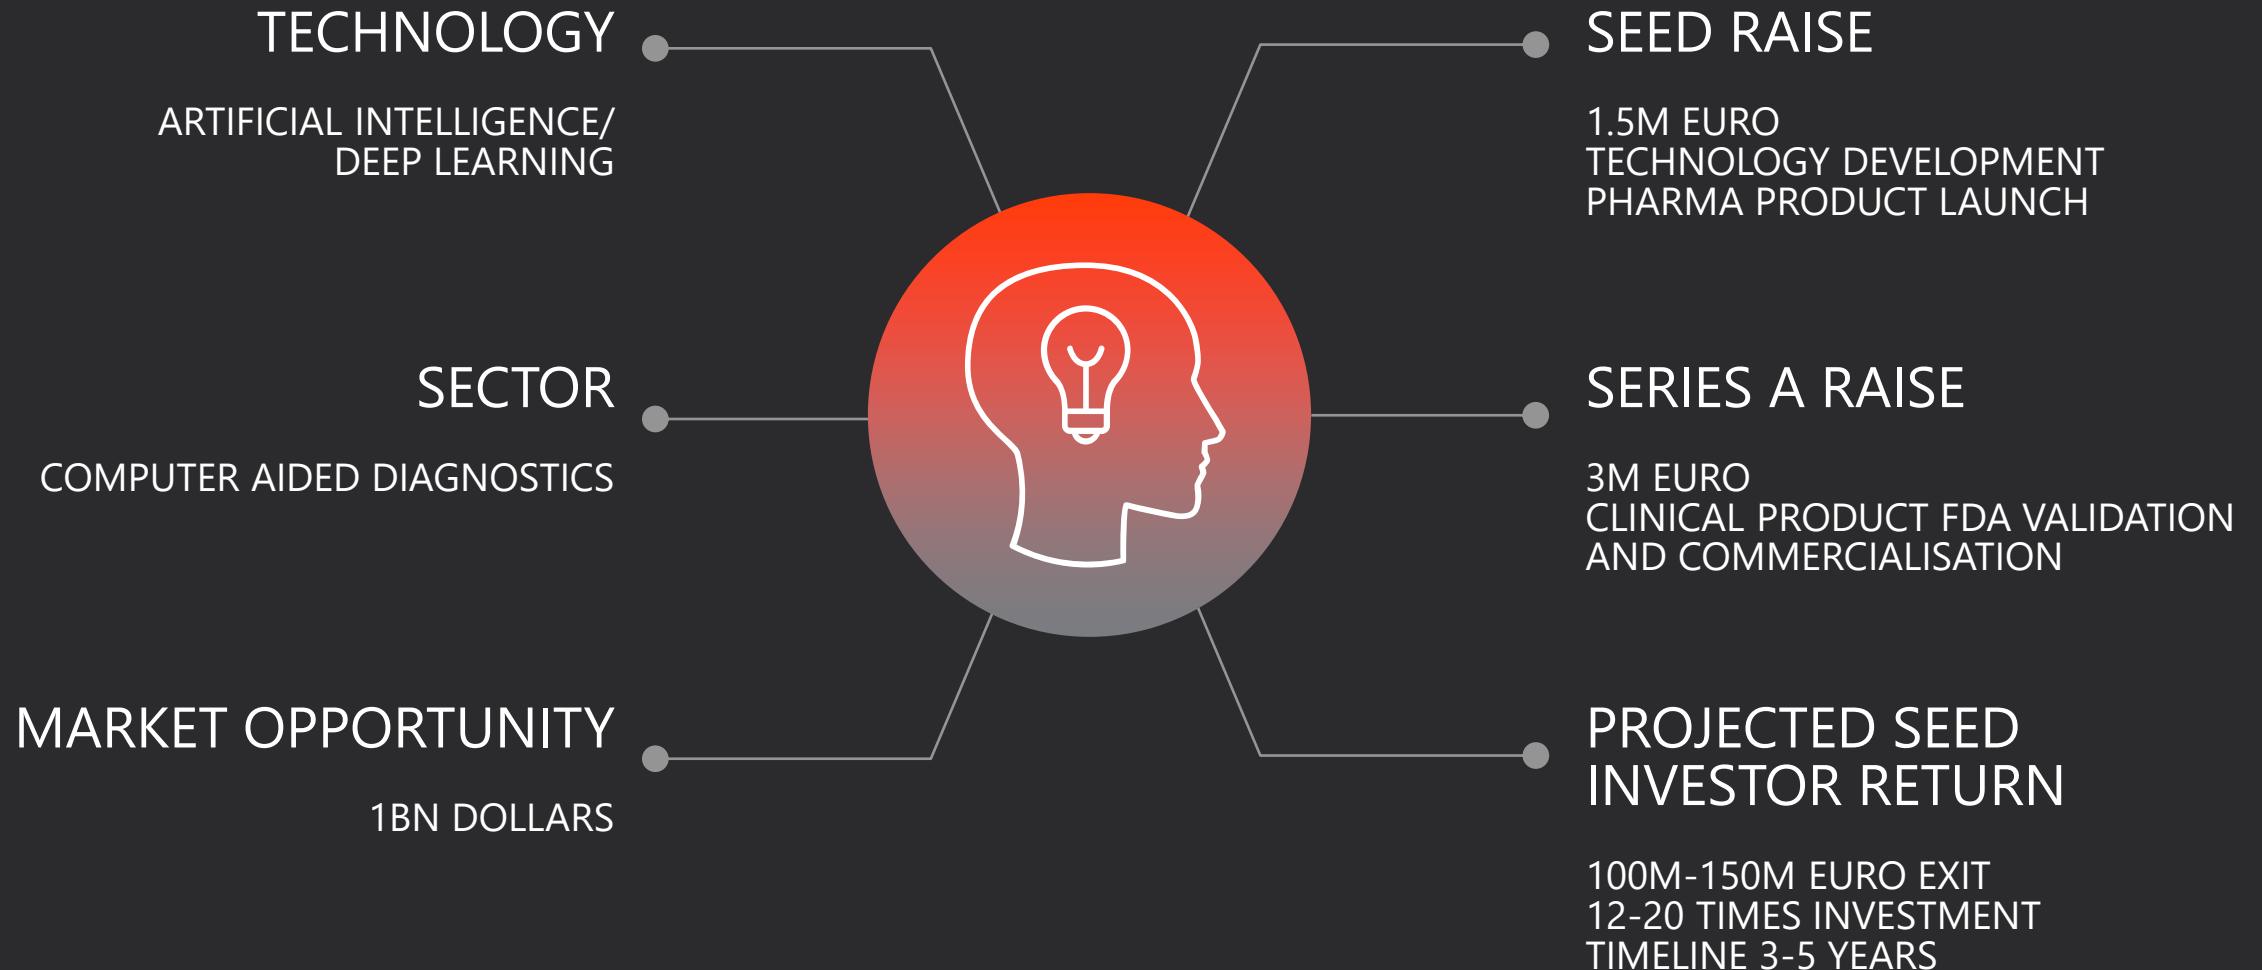 TECHNOLOGY
ARTIFICIAL INTELLIGENCE/
DEEP LEARNING
SECTOR
COMPUTER AIDED DIAGNOSTICS
MARKET OPPORTUNITY
1BN DOLLARS
SEED RAISE
1.5M EURO
TECHNOLOGY DEVELOPMENT
PHARMA PRODUCT LAUNCH
SERIES A RAISE
3M EURO
CLINICAL PRODUCT FDA VALIDATION
AND COMMERCIALISATION
PROJECTED SEED
INVESTOR RETURN
100M-150M EURO EXIT
12-20 TIMES INVESTMENT
TIMELINE 3-5 YEARS